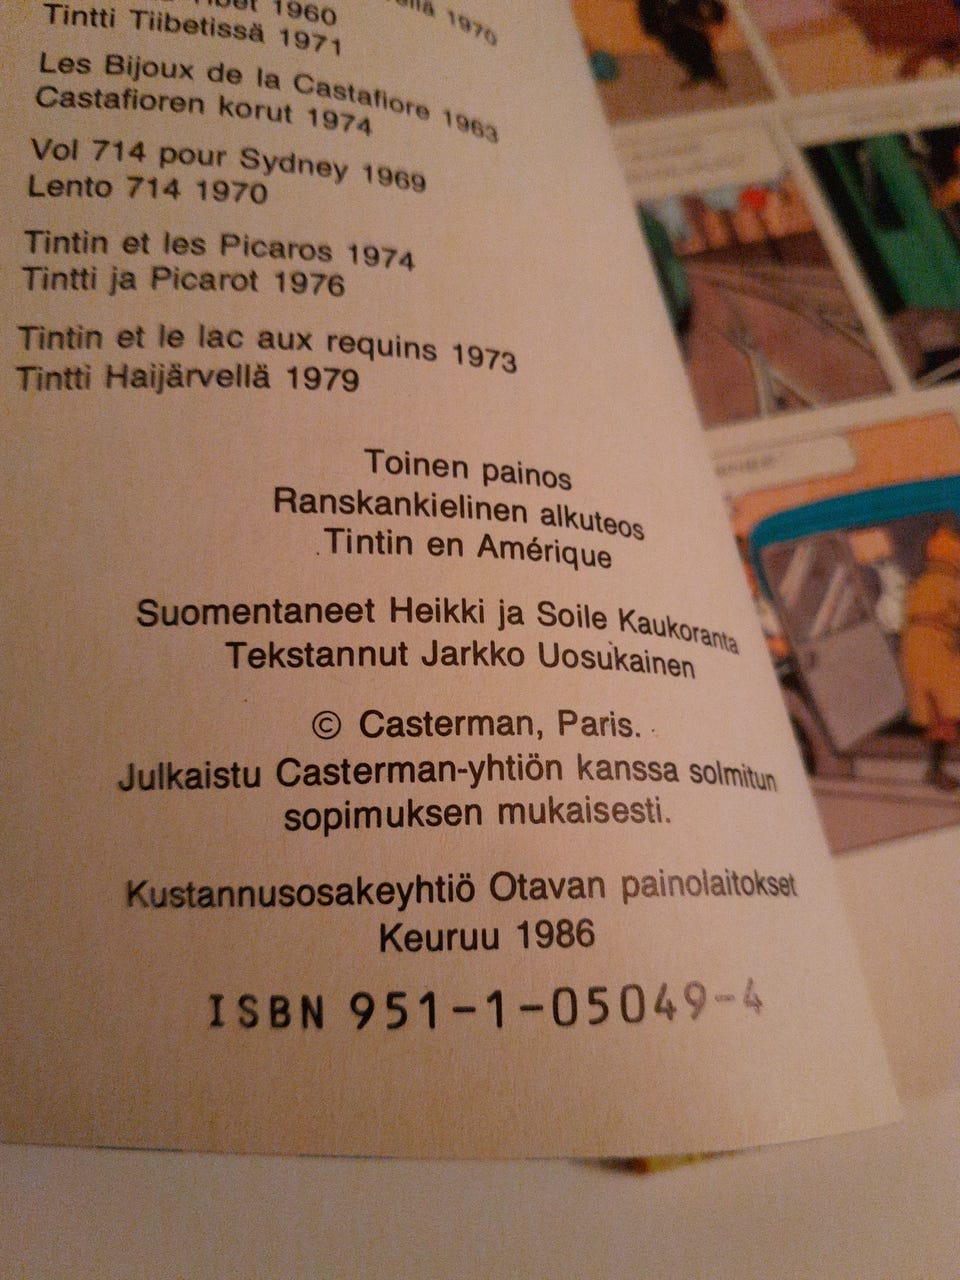 1960
1970
Tintti Tiibetissä 1971
Les Bijoux de la Castafiore 1963
Castafioren korut 1974
Vol 714 pour Sydney 1969
Lento 714 1970
Tintin et les Picaros 1974
Tintti ja Picarot 1976
Tintin et le lac aux requins 1973
Tintti Haijärvellä 1979
Toinen painos
Ranskankielinen alkuteos
Tintin en Amérique
Suomentaneet Heikki ja Soile Kaukoranta
Tekstannut Jarkko Uosukainen
© Casterman, Paris.
Julkaistu Casterman-yhtiön kanssa solmitun
sopimuksen mukaisesti.
Kustannusosakeyhtiö Otavan painolaitokset
Keuruu 1986
ISBN 951-1-05049-4